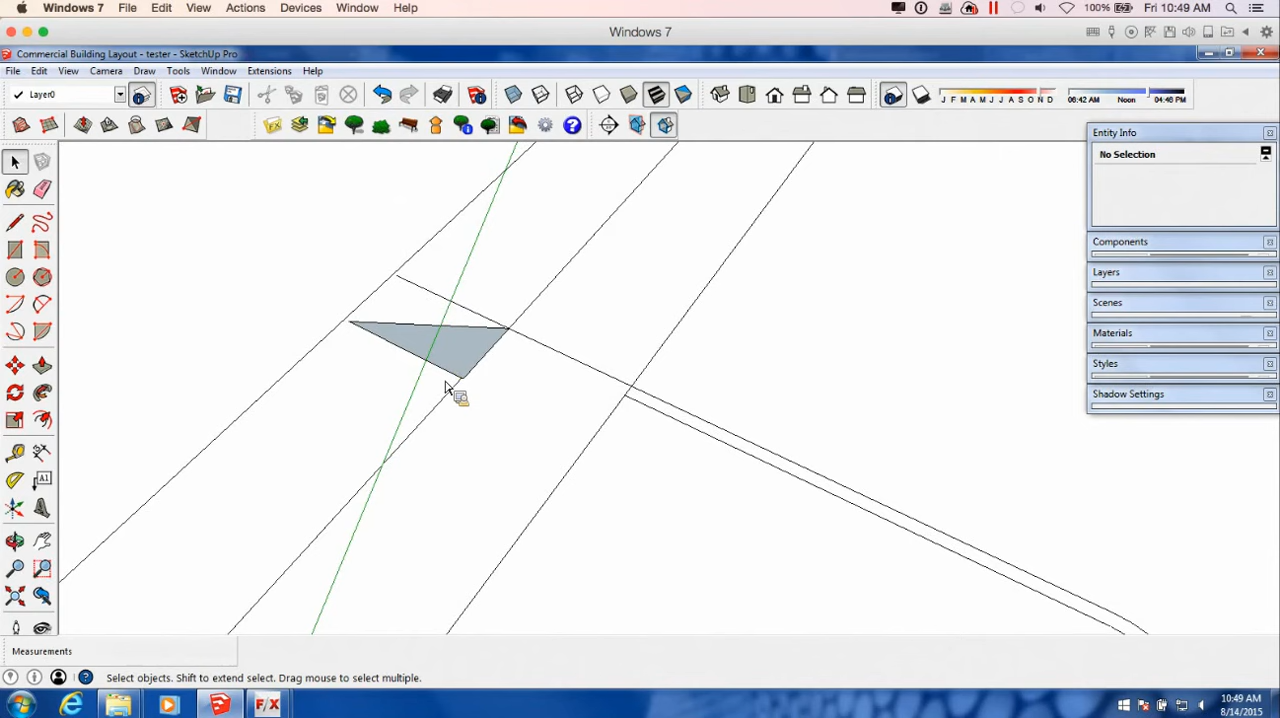 Windows 7 File Edit View Actions Devices Window Help 100% Fri 10:49 AM
Windows 7
Commercial Building Layout - tester - SketchUp Pro
File Edit View Camera Draw Tools Window Extensions Help
Layer0
J F M A M J J A S O N D 06:42 AM Noon 04:48 PM
Entity Info
No Selection
Components
Layers
Scenes
Materials
Styles
Shadow Settings
A1
Measurements
Select objects. Shift to extend select. Drag mouse to select multiple.
F/X
10:49 AM
8/14/2015